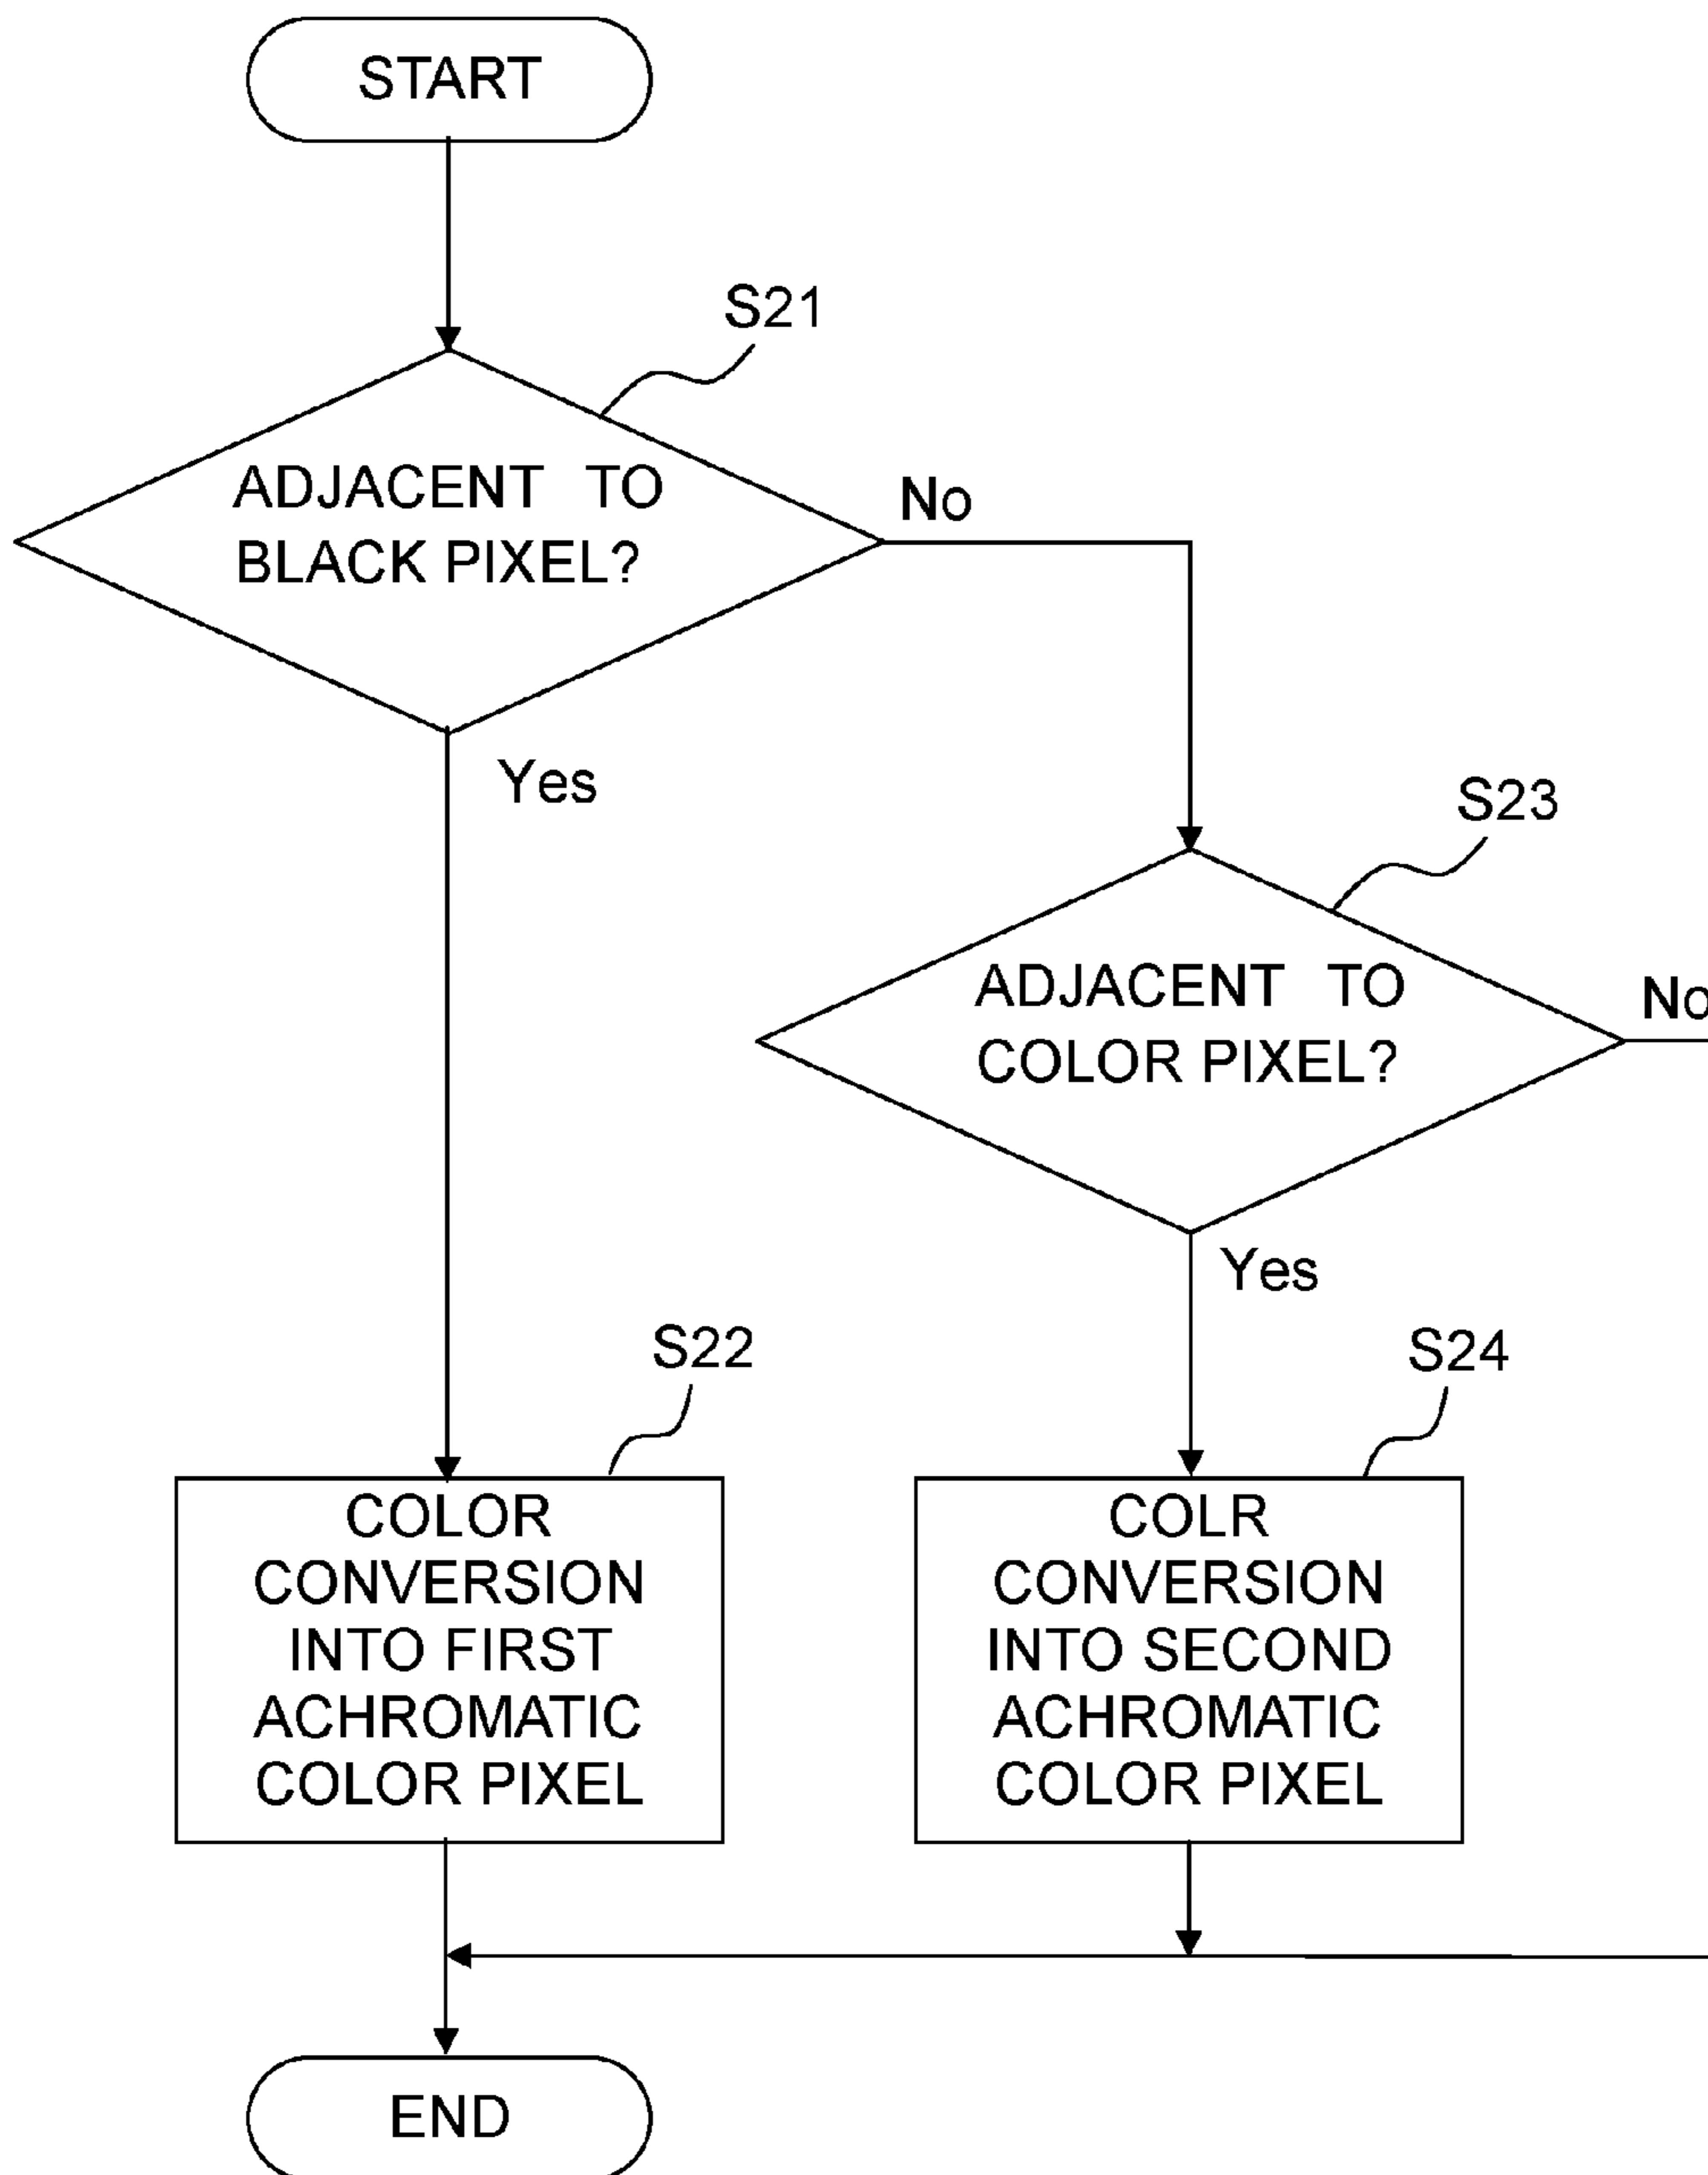 START
S21
ADJACENT TO
BLACK PIXEL?
No
Yes
S23
ADJACENT TO
COLOR PIXEL?
No
Yes
S22
COLOR
CONVERSION
INTO FIRST
ACHROMATIC
COLOR PIXEL
S24
COLR
CONVERSION
INTO SECOND
ACHROMATIC
COLOR PIXEL
END